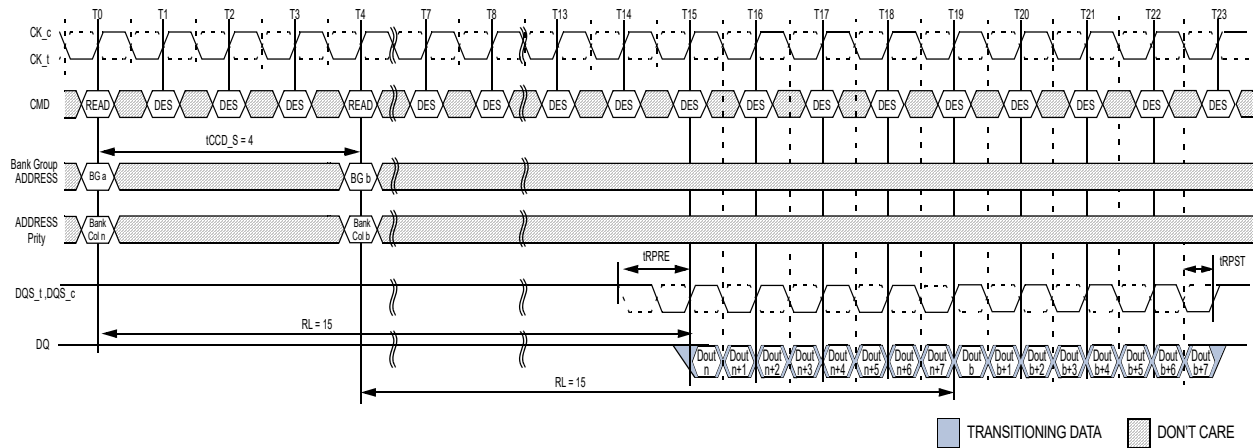 T0 T1 T2 T3 T4 T7 T8 T13 T14 T15 T16 T17 T18 T19 T20 T21 T22 T23
CK_c
CK_t
CMD READ DES DES DES READ DES DES DES DES DES DES DES DES DES DES DES DES DES
tCCD_S = 4
Bank Group
ADDRESS
BG a BG b
ADDRESS
Prity
Bank
Col n
Bank
Col b
tRPRE tRPST
DQS_t ,DQS_c
RL = 15
DQ
Dout Dout Dout Dout Dout Dout Dout Dout Dout Dout Dout Dout Dout Dout Dout Dout
n n+1 n+2 n+3 n+4 n+5 n+6 n+7 b b+1 b+2 b+3 b+4 b+5 b+6 b+7
RL = 15
TRANSITIONING DATA DON'T CARE